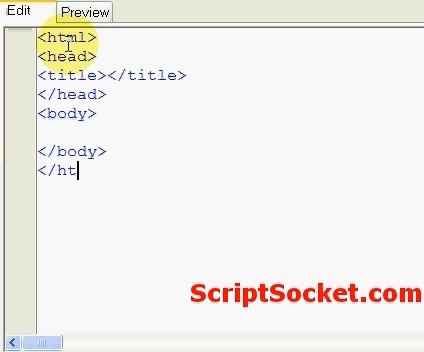 Edit Preview
<html>
<head>
<title></title>
</head>
<body>
</body>
</ht
ScriptSocket.com